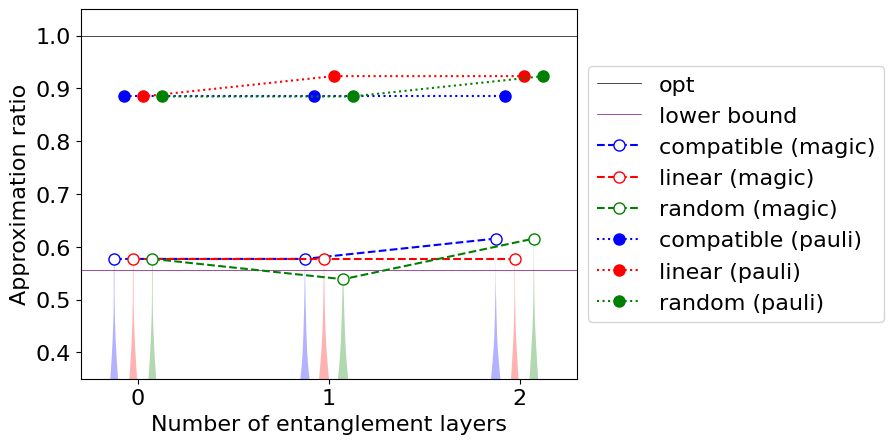 Approximation ratio
1.0
0.9
0.8
0.7
0.6
0.5
0.4
0
1
2
Number of entanglement layers
opt
lower bound
compatible (magic)
linear (magic)
random (magic)
compatible (pauli)
linear (pauli)
random (pauli)